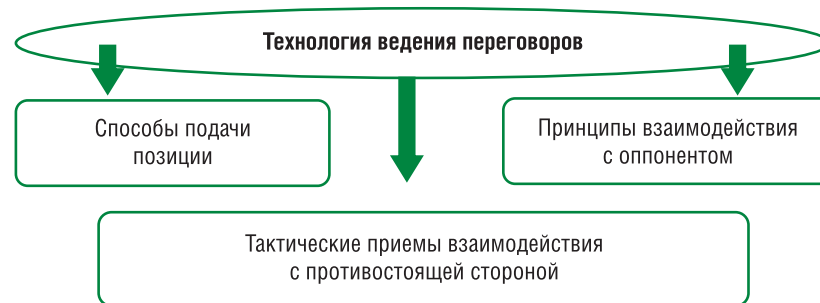 Технология ведения переговоров
Способы подачи
позиции
Принципы взаимодействия
с оппонентом
Тактические приемы взаимодействия
с противостоящей стороной